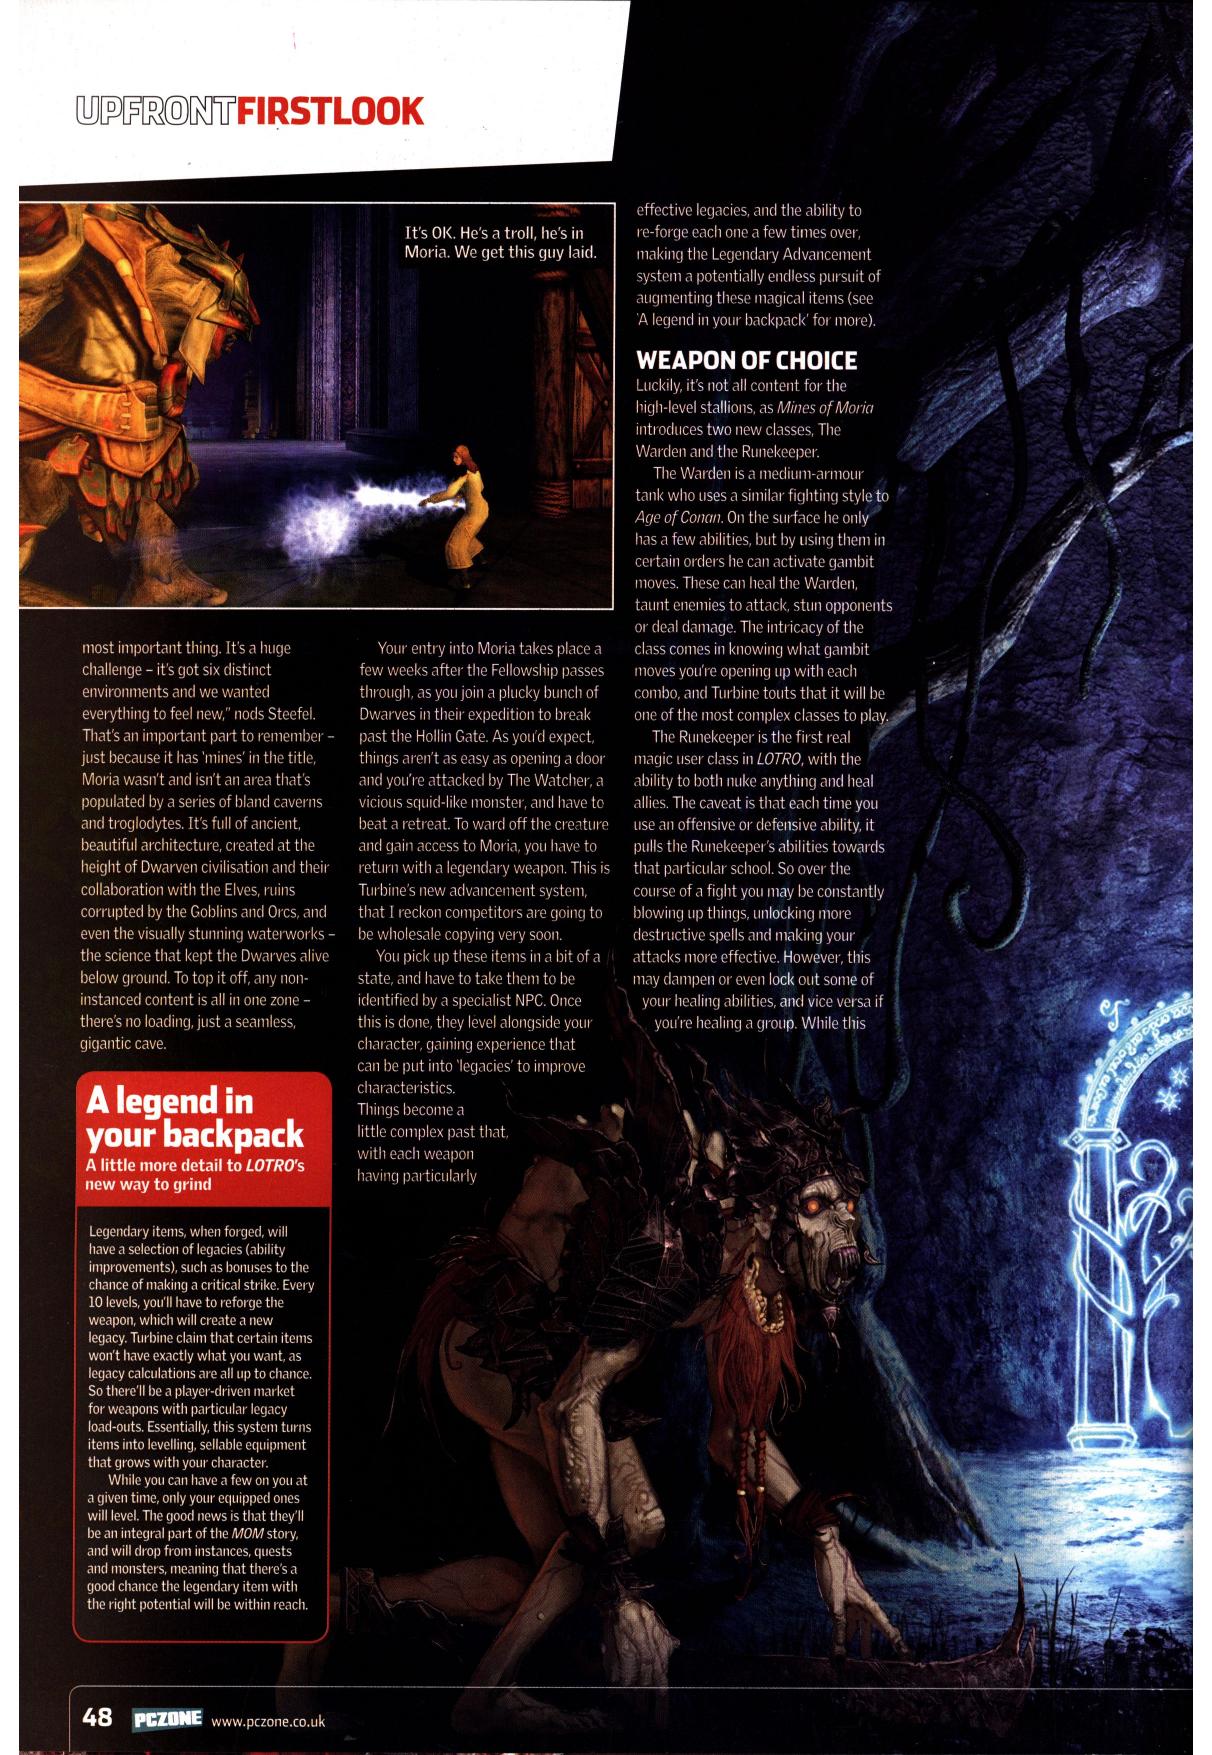 UPFRONTFIRSTLOOK
It's OK. He's a troll, he's in
Moria. We get this guy laid.
most important thing. It's a huge
challenge – it's got six distinct
environments and we wanted
everything to feel new," nods Steefel.
That's an important part to remember –
just because it has 'mines' in the title,
Moria wasn't and isn't an area that's
populated by a series of bland caverns
and troglodytes. It's full of ancient,
beautiful architecture, created at the
height of Dwarven civilisation and their
collaboration with the Elves, ruins
corrupted by the Goblins and Orcs, and
even the visually stunning waterworks –
the science that kept the Dwarves alive
below ground. To top it off, any non-
instanced content is all in one zone –
there's no loading, just a seamless,
gigantic cave.
A legend in
your backpack
A little more detail to LOTRO's
new way to grind
Legendary items, when forged, will
have a selection of legacies (ability
improvements), such as bonuses to the
chance of making a critical strike. Every
10 levels, you'll have to reforge the
weapon, which will create a new
legacy. Turbine claim that certain items
won't have exactly what you want, as
legacy calculations are all up to chance.
So there'll be a player-driven market
for weapons with particular legacy
load-outs. Essentially, this system turns
items into levelling, sellable equipment
that grows with your character.
While you can have a few on you at
a given time, only your equipped ones
will level. The good news is that they'll
be an integral part of the MOM story,
and will drop from instances, quests
and monsters, meaning that there's a
good chance the legendary item with
the right potential will be within reach.
Your entry into Moria takes place a
few weeks after the Fellowship passes
through, as you join a plucky bunch of
Dwarves in their expedition to break
past the Hollin Gate. As you'd expect,
things aren't as easy as opening a door
and you're attacked by The Watcher, a
vicious squid-like monster, and have to
beat a retreat. To ward off the creature
and gain access to Moria, you have to
return with a legendary weapon. This is
Turbine's new advancement system,
that I reckon competitors are going to
be wholesale copying very soon.
You pick up these items in a bit of a
state, and have to take them to be
identified by a specialist NPC. Once
this is done, they level alongside your
character, gaining experience that
can be put into 'legacies' to improve
characteristics.
Things become a
little complex past that,
with each weapon
having particularly
effective legacies, and the ability to
re-forge each one a few times over,
making the Legendary Advancement
system a potentially endless pursuit of
augmenting these magical items (see
'A legend in your backpack' for more).
WEAPON OF CHOICE
Luckily, it's not all content for the
high-level stallions, as Mines of Moria
introduces two new classes, The
Warden and the Runekeeper.
The Warden is a medium-armour
tank who uses a similar fighting style to
Age of Conan. On the surface he only
has a few abilities, but by using them in
certain orders he can activate gambit
moves. These can heal the Warden,
taunt enemies to attack, stun opponents
or deal damage. The intricacy of the
class comes in knowing what gambit
moves you're opening up with each
combo, and Turbine touts that it will be
one of the most complex classes to play.
The Runekeeper is the first real
magic user class in LOTRO, with the
ability to both nuke anything and heal
allies. The caveat is that each time you
use an offensive or defensive ability, it
pulls the Runekeeper's abilities towards
that particular school. So over the
course of a fight you may be constantly
blowing up things, unlocking more
destructive spells and making your
attacks more effective. However, this
may dampen or even lock out some of
your healing abilities, and vice versa if
you're healing a group. While this
48 PCZONE www.pczone.co.uk